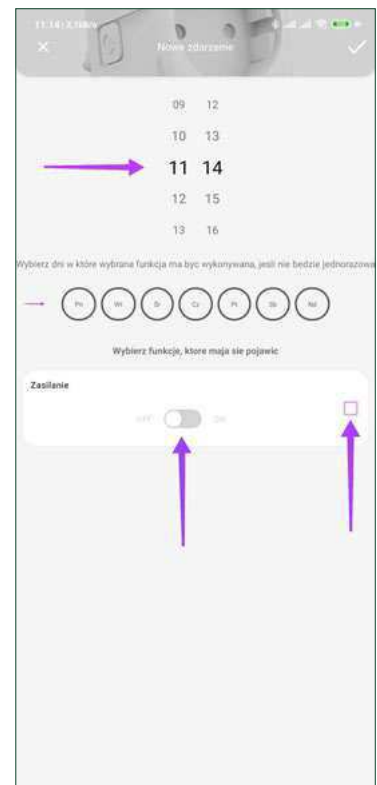 Nowe zdarzenie
09 12
10 13
11 14
12 15
13 16
Wybierz dni w które wybrana funkcja ma byc wykonywana, jesli nie bedzie jednorazowa
Pn Wt Śr Cz Pt Sb Nd
Wybierz funkcje, ktore maja sie pojawic
Zasilanie
OFF ON